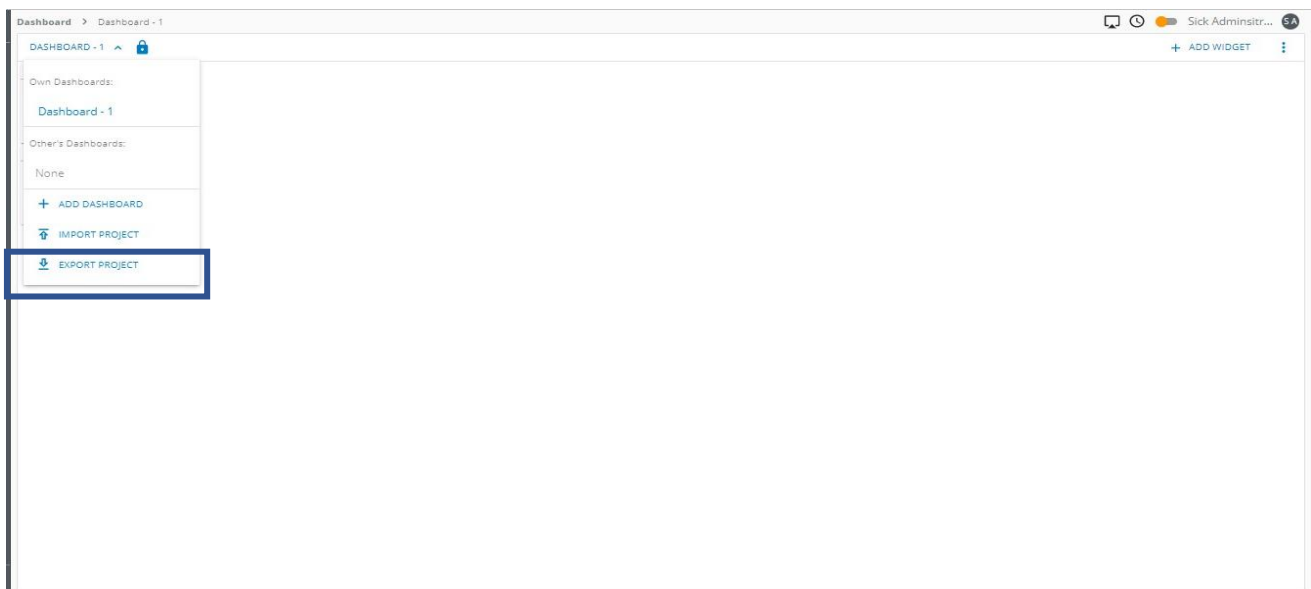 Dashboard > Dashboard - 1
Sick Adminsitr... SA
DASHBOARD - 1
+ ADD WIDGET
Own Dashboards:
Dashboard - 1
Other's Dashboards:
None
+ ADD DASHBOARD
IMPORT PROJECT
EXPORT PROJECT